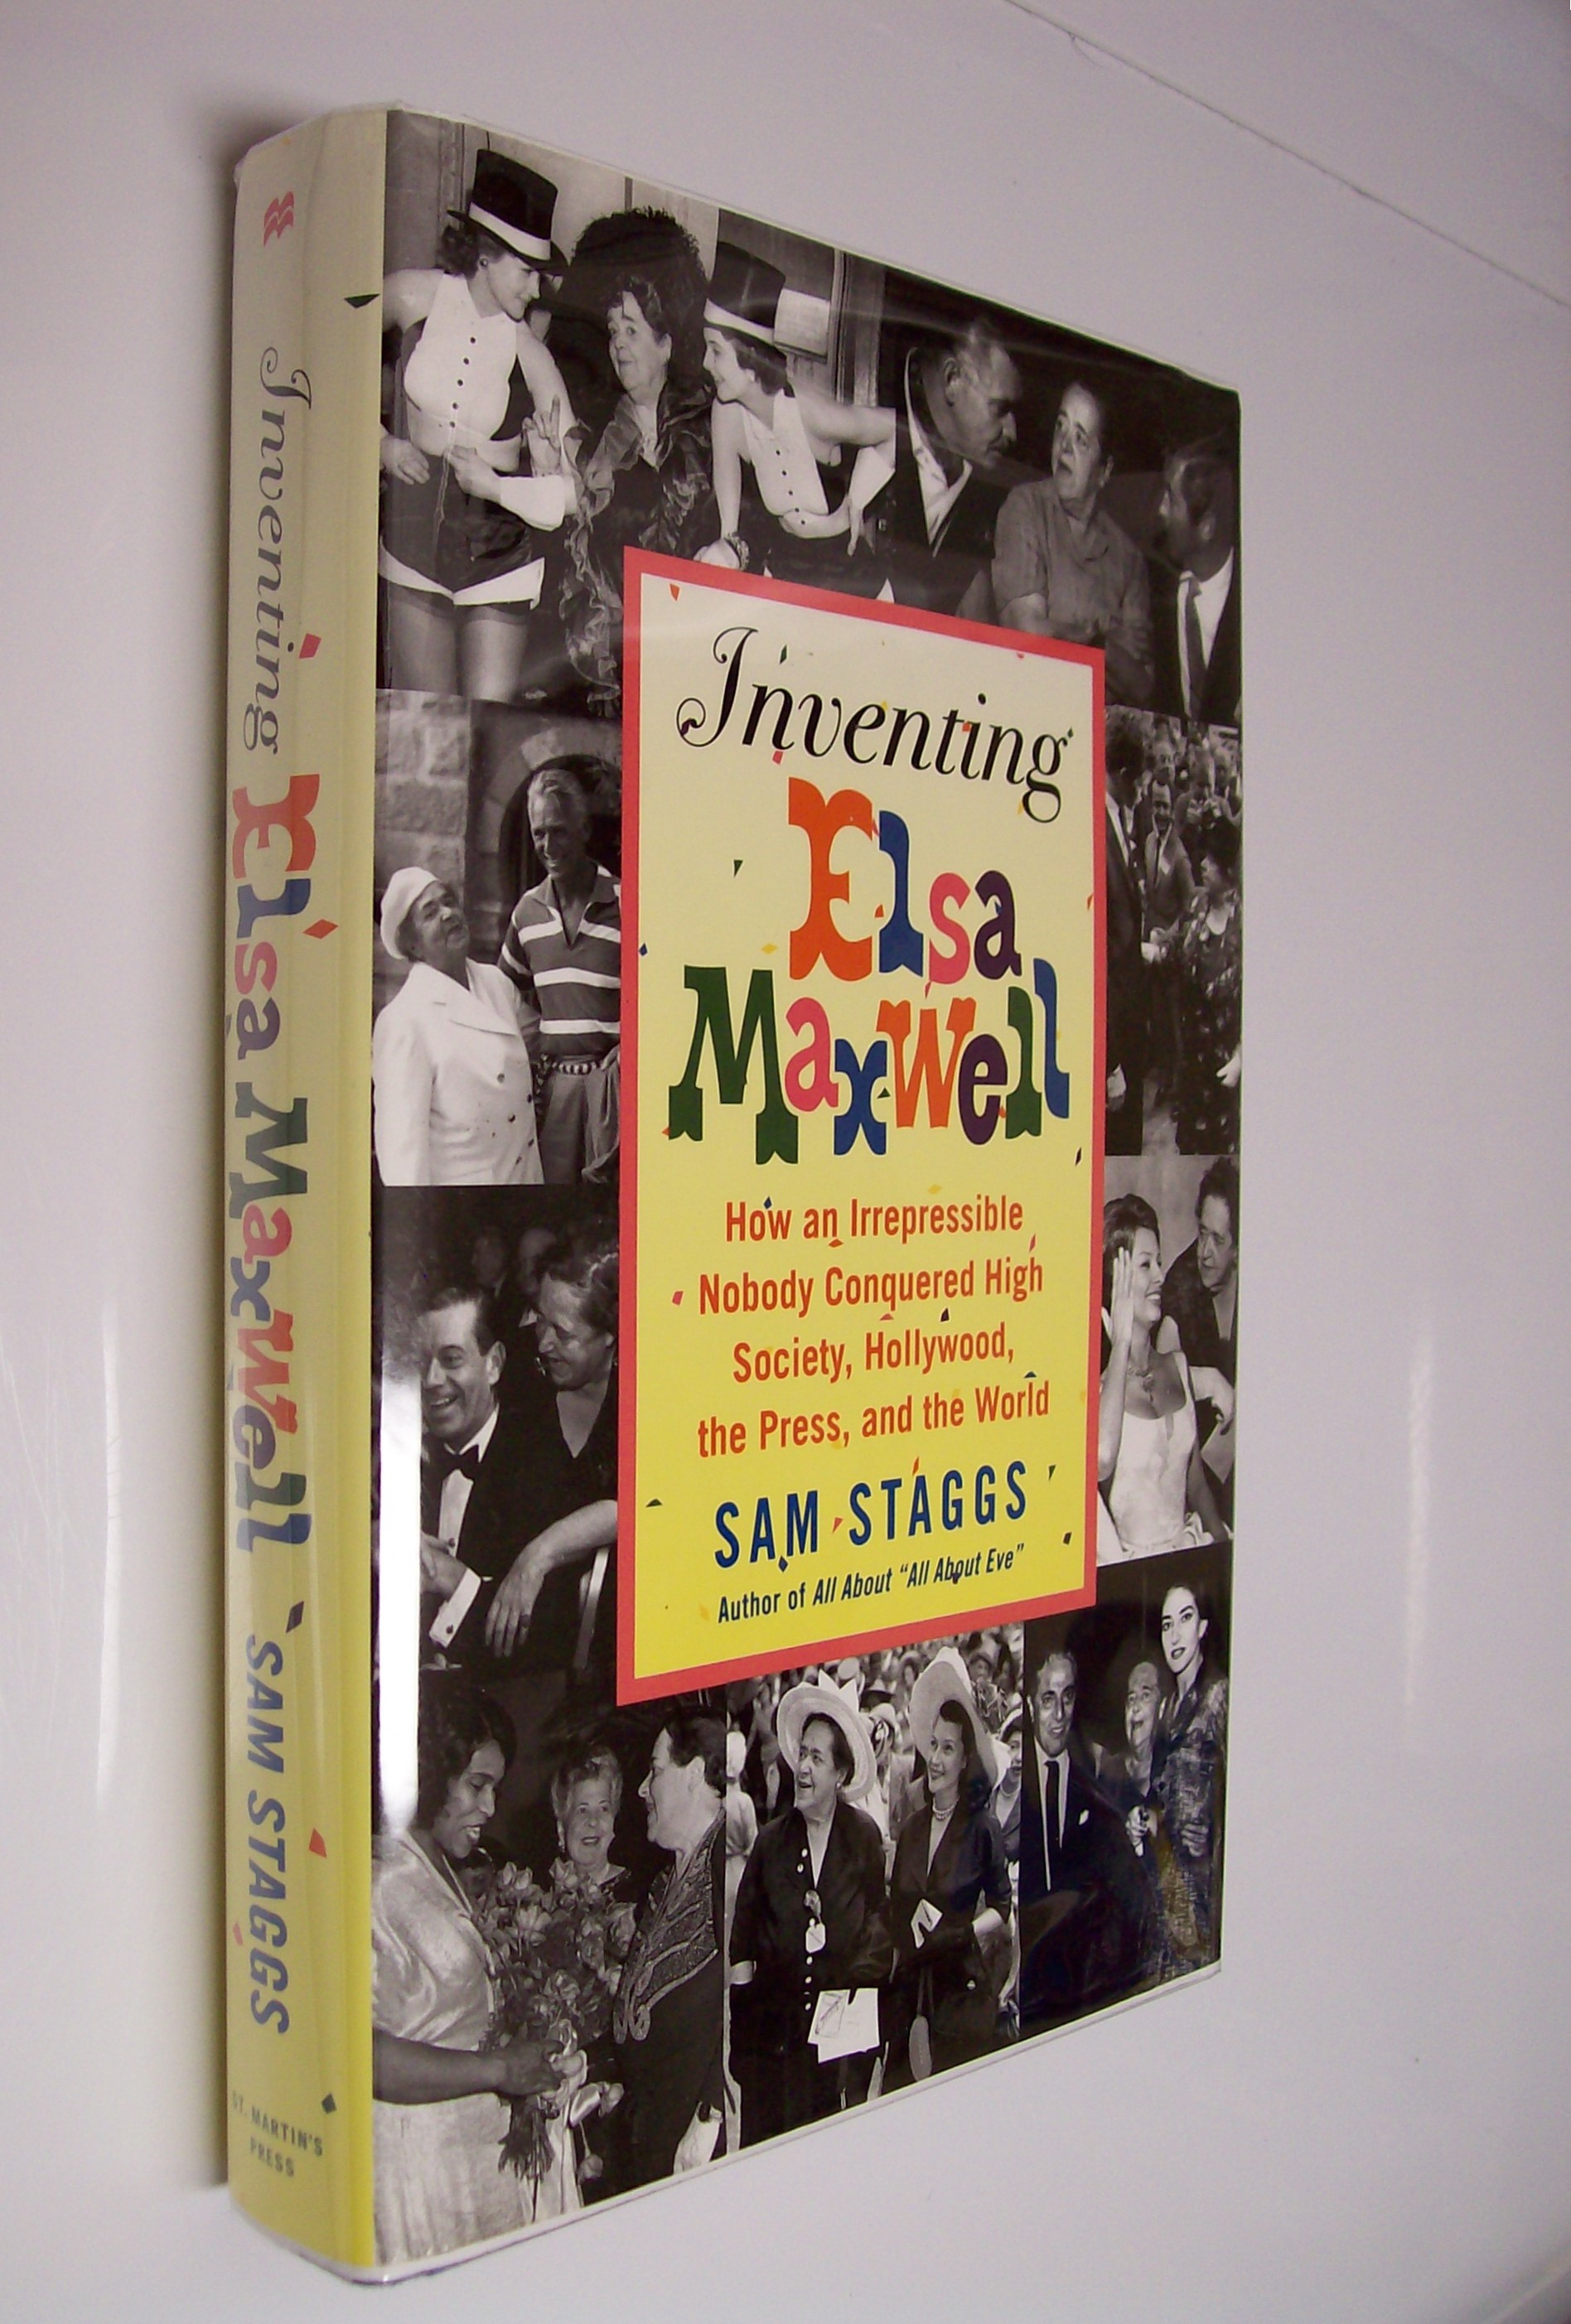 Inventing Elsa Maxwell SAM STAGGS
ST. MARTIN'S
PRESS
Inventing
Elsa
Maxwell
How an Irrepressible
Nobody Conquered High
Society, Hollywood,
the Press, and the World
SAM STAGGS
Author of All About “All About Eve”